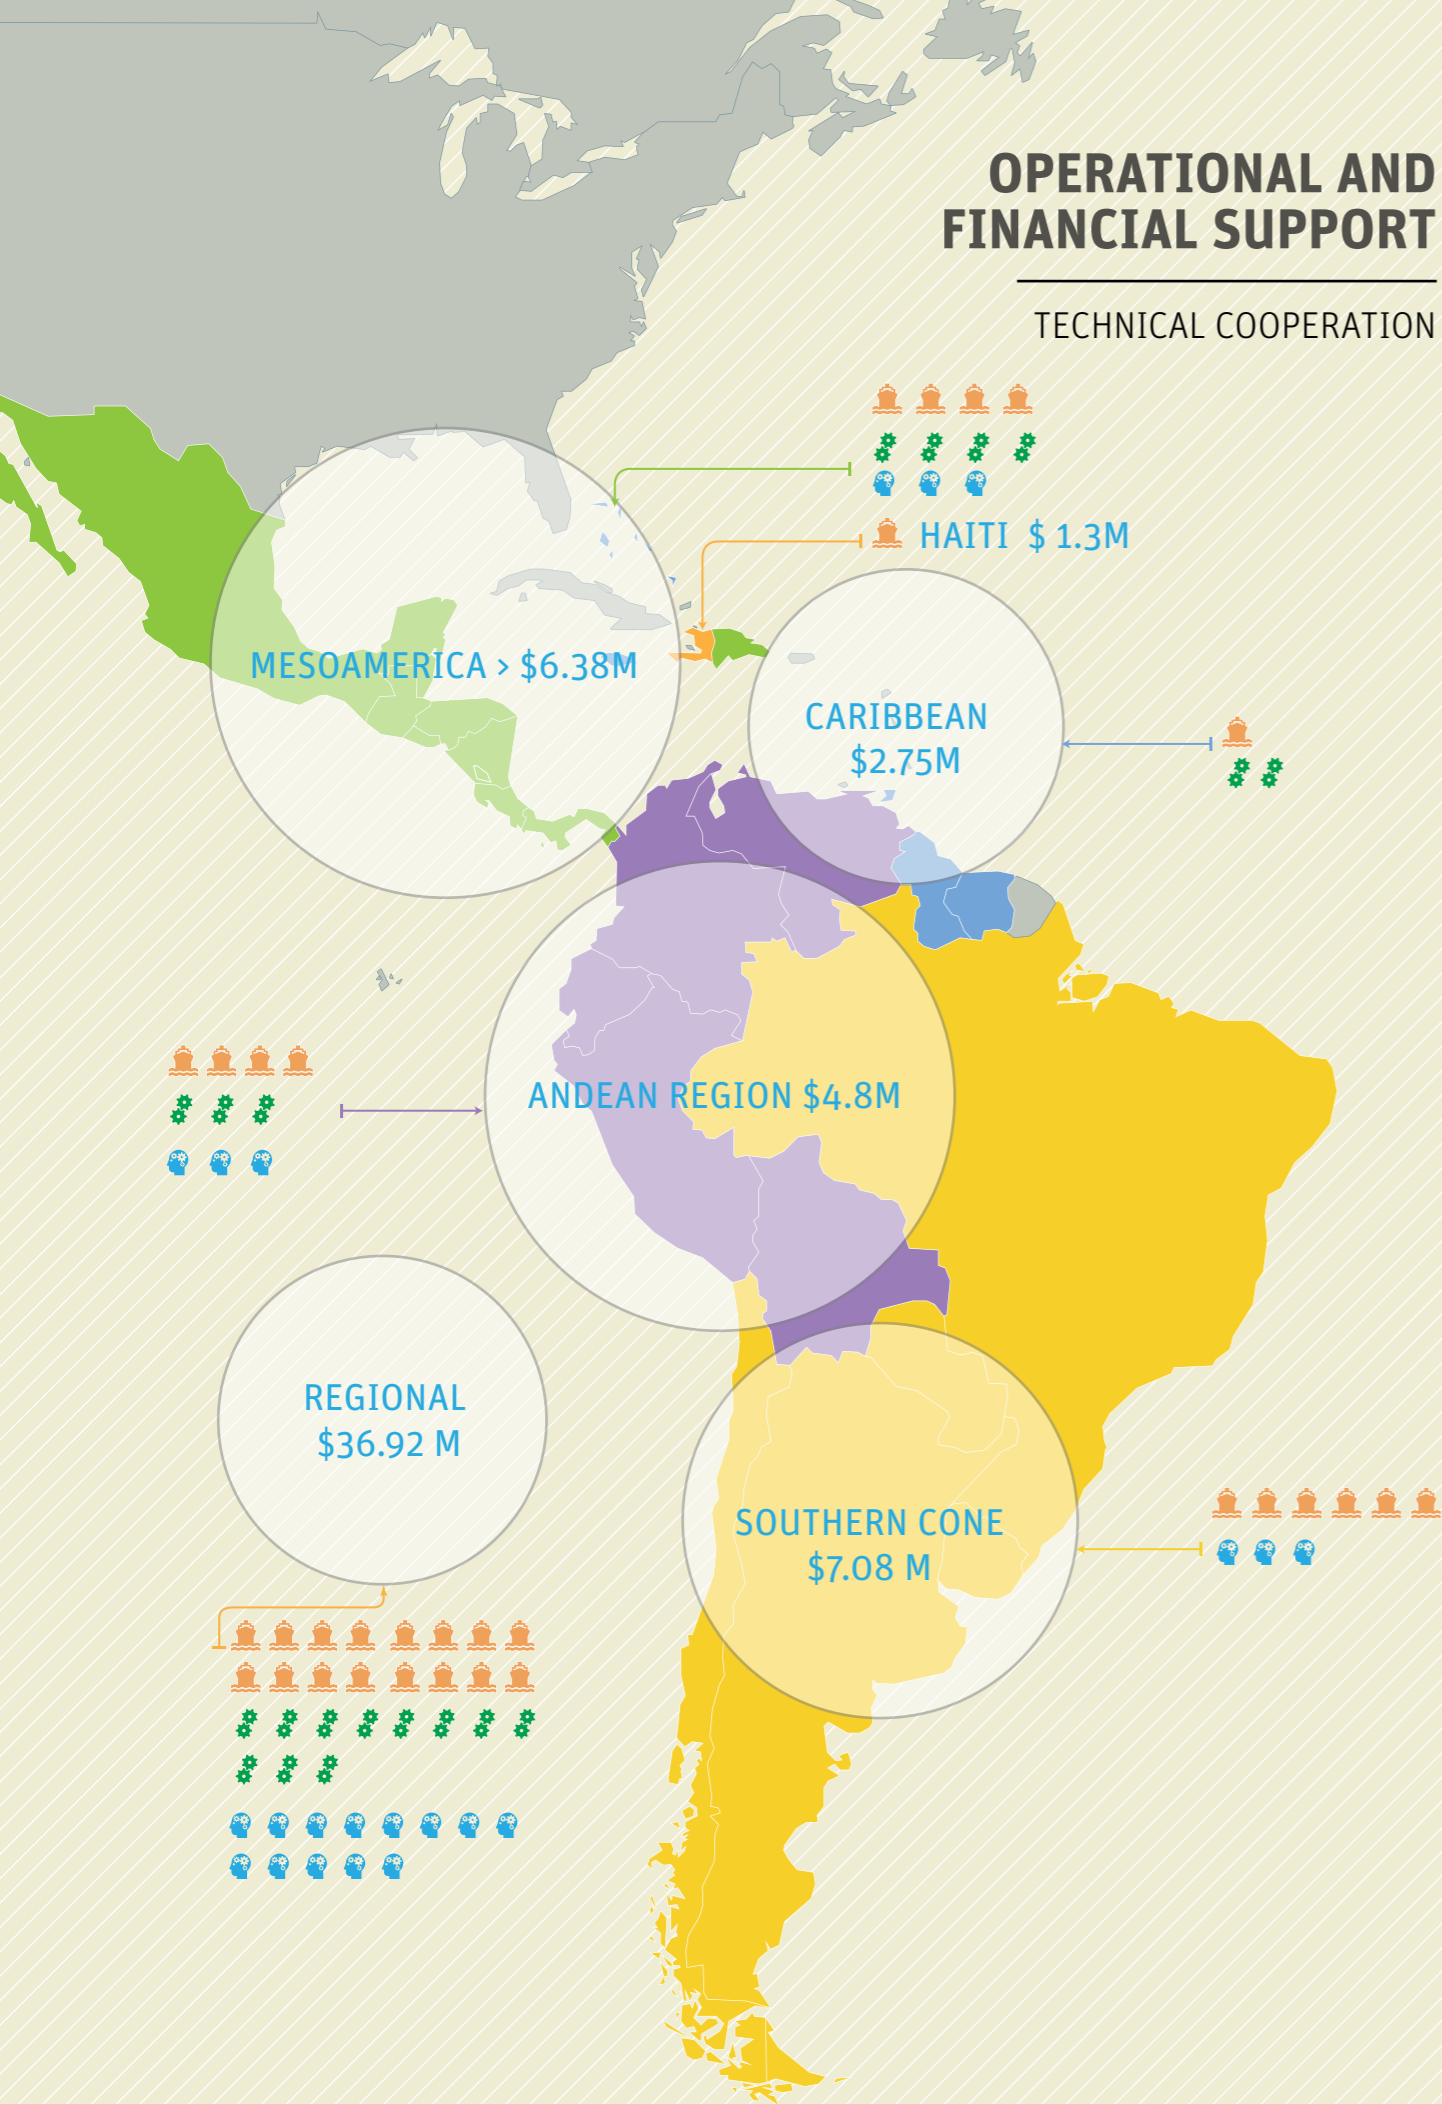 OPERATIONAL AND
FINANCIAL SUPPORT
TECHNICAL COOPERATION
HAITI $ 1.3M
MESOAMERICA > $6.38M
CARIBBEAN
$2.75M
ANDEAN REGION $4.8M
REGIONAL
$36.92 M
SOUTHERN CONE
$7.08 M